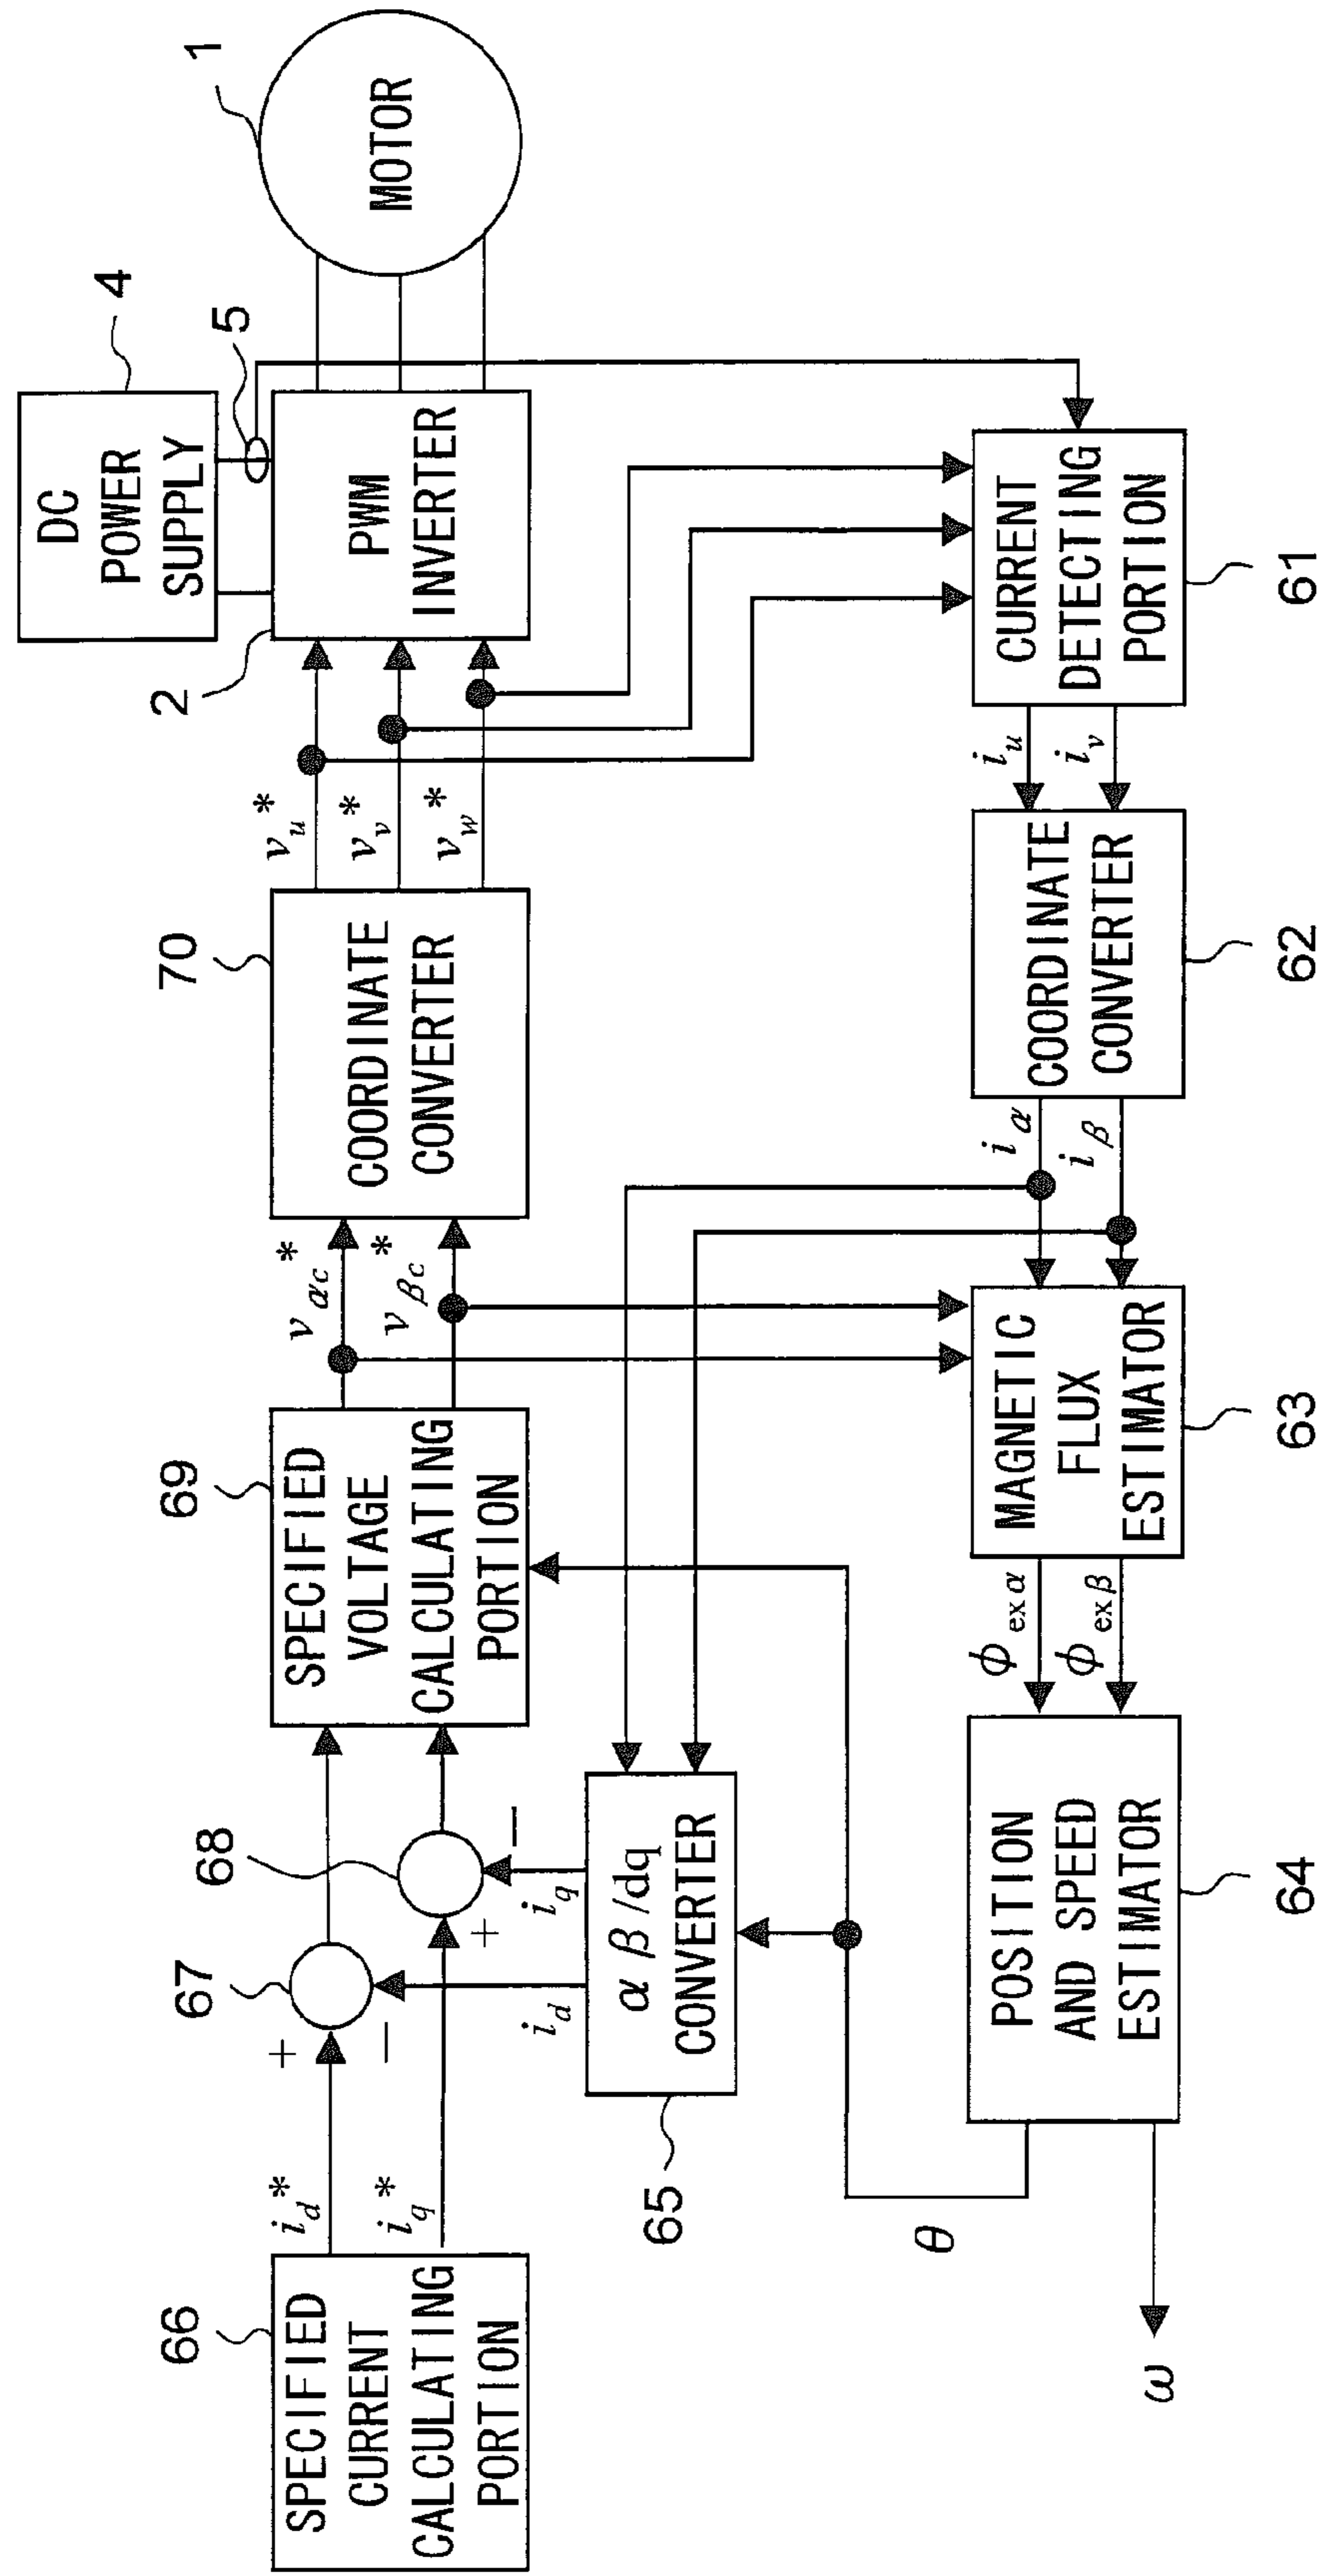 66
SPECIFIED
CURRENT
CALCULATING
PORTION
i_d*
i_q*
67
+
−
68
+
−
i_d
i_q
65
α β /dq
CONVERTER
69
SPECIFIED
VOLTAGE
CALCULATING
PORTION
v_αc*
v_βc*
70
COORDINATE
CONVERTER
v_u*
v_v*
v_w*
2
PWM
INVERTER
4
DC
POWER
SUPPLY
5
1
MOTOR
θ
ω
POSITION
AND SPEED
ESTIMATOR
64
ϕ_exα
ϕ_exβ
MAGNETIC
FLUX
ESTIMATOR
63
i_α
i_β
COORDINATE
CONVERTER
62
i_u
i_v
CURRENT
DETECTING
PORTION
61